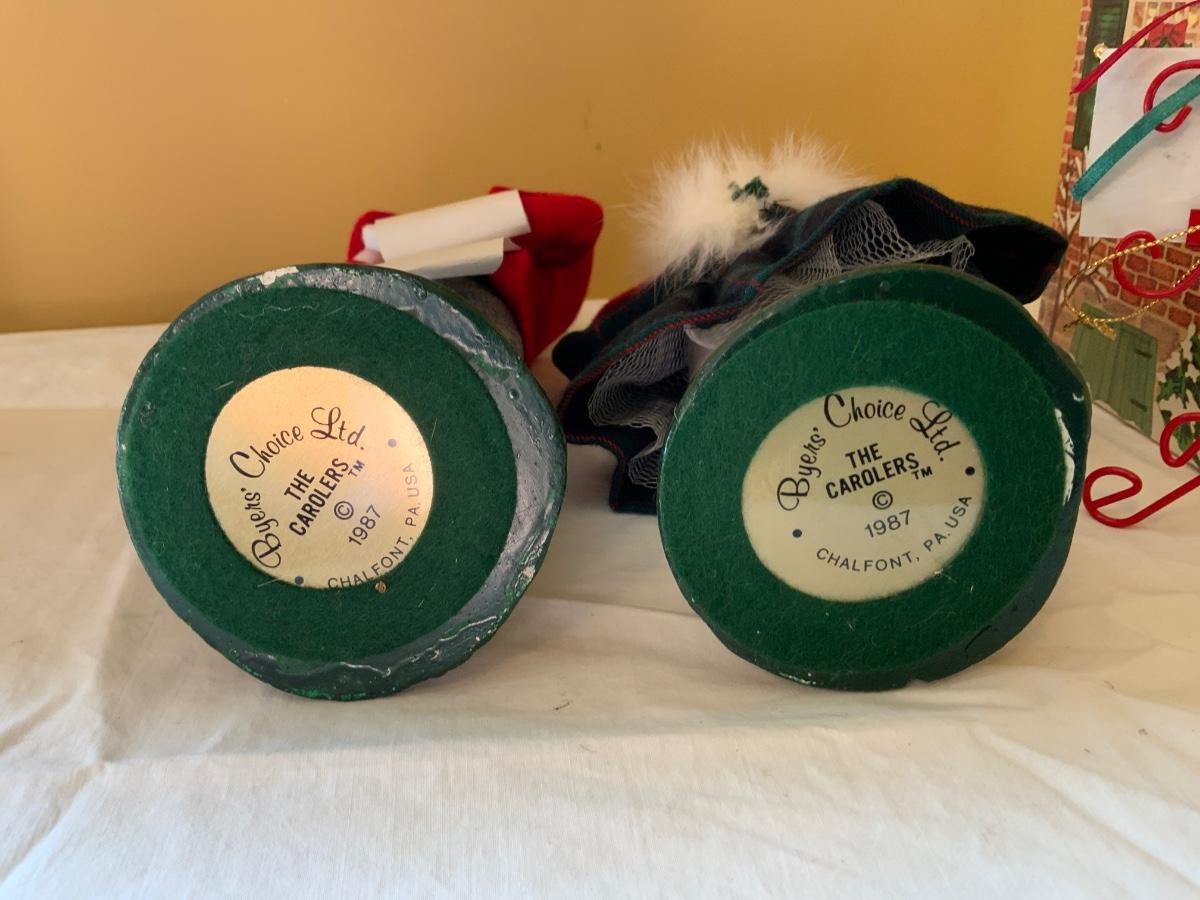 Byers' Choice Ltd.
THE
CAROLERS™
©
1987
CHALFONT, PA. USA
Byers' Choice Ltd.
THE
CAROLERS™
©
1987
CHALFONT, PA. USA